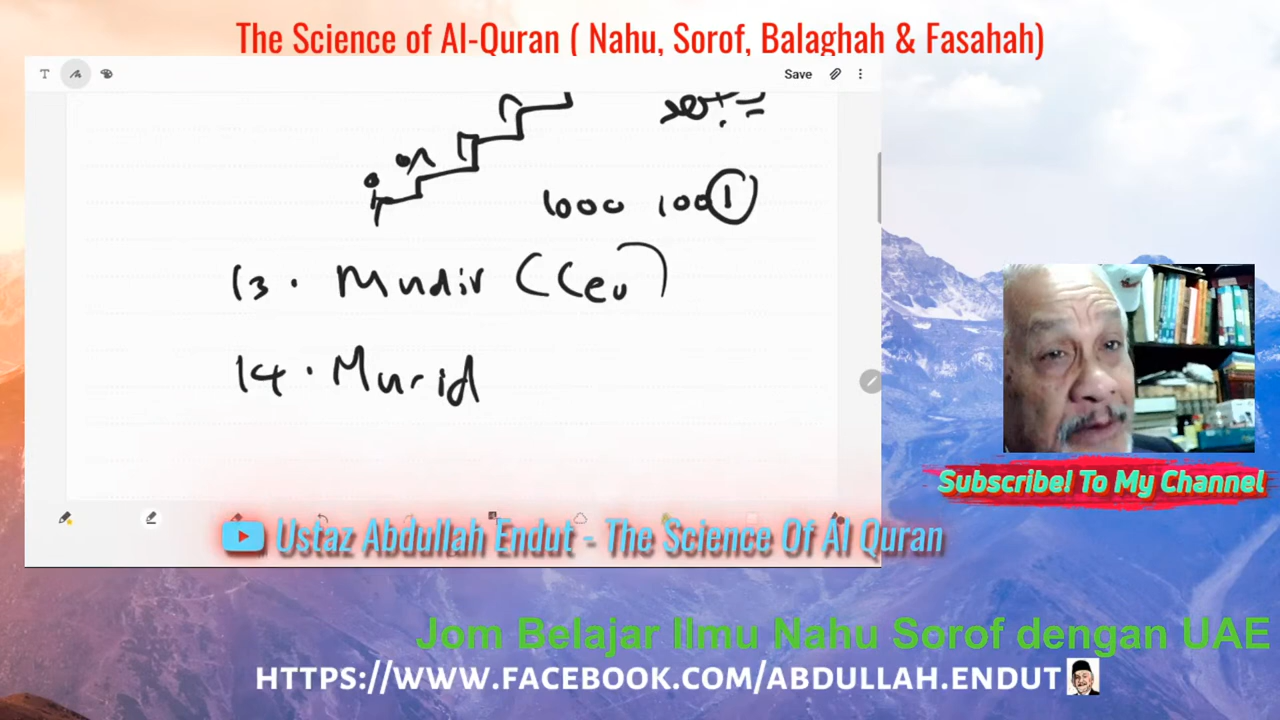 The Science of Al-Quran ( Nahu, Sorof, Balaghah & Fasahah)
T
Save
1000 1001
13. Mudir (Ceo)
14. Murid
Subscribe! To My Channel
Ustaz Abdullah Endut - The Science Of Al Quran
Jom Belajar Ilmu Nahu Sorof dengan UAE
HTTPS://WWW.FACEBOOK.COM/ABDULLAH.ENDUT